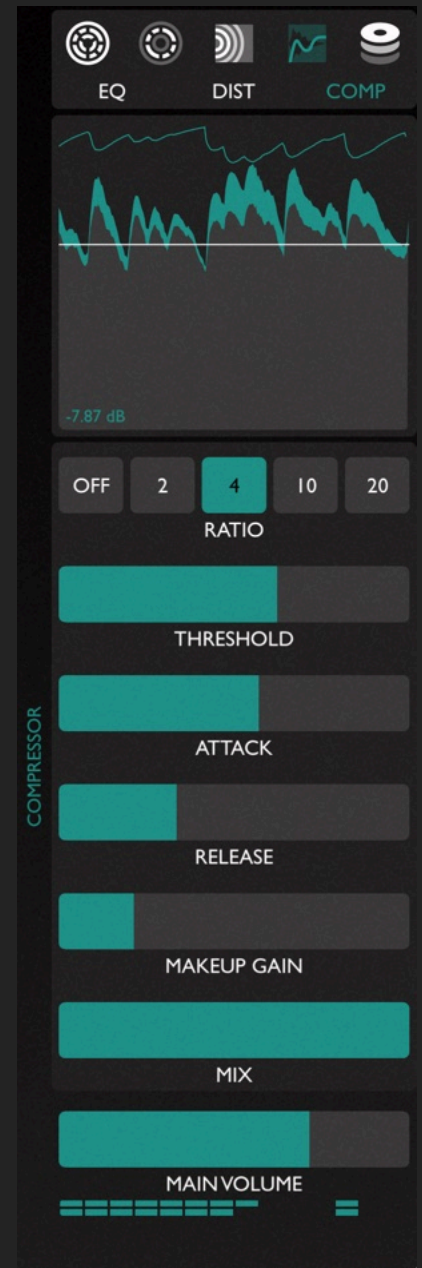 EQ DIST COMP
-7.87 dB
OFF 2 4 10 20
RATIO
THRESHOLD
ATTACK
COMPRESSOR
RELEASE
MAKEUP GAIN
MIX
MAIN VOLUME